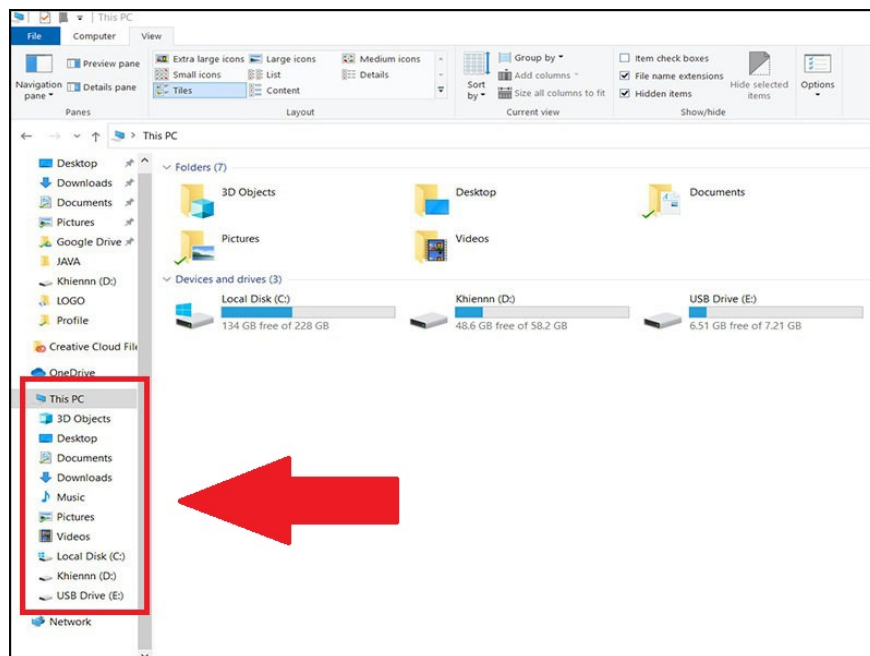 This PC
File Computer View
Preview pane Extra large icons Large icons Medium icons Group by Item check boxes
Navigation pane Details pane Small icons List Details Sort by Add columns File name extensions Hide selected items Options
Tiles Content Size all columns to fit Hidden items
Panes Layout Current view Show/hide
This PC
Desktop
Downloads
Documents
Pictures
Google Drive
JAVA
Khiennn (D:)
LOGO
Profile
Creative Cloud File
OneDrive
This PC
3D Objects
Desktop
Documents
Downloads
Music
Pictures
Videos
Local Disk (C:)
Khiennn (D:)
USB Drive (E:)
Network
Folders (7)
3D Objects Desktop Documents
Pictures Videos
Devices and drives (3)
Local Disk (C:) Khiennn (D:) USB Drive (E:)
134 GB free of 228 GB 48.6 GB free of 58.2 GB 6.51 GB free of 7.21 GB